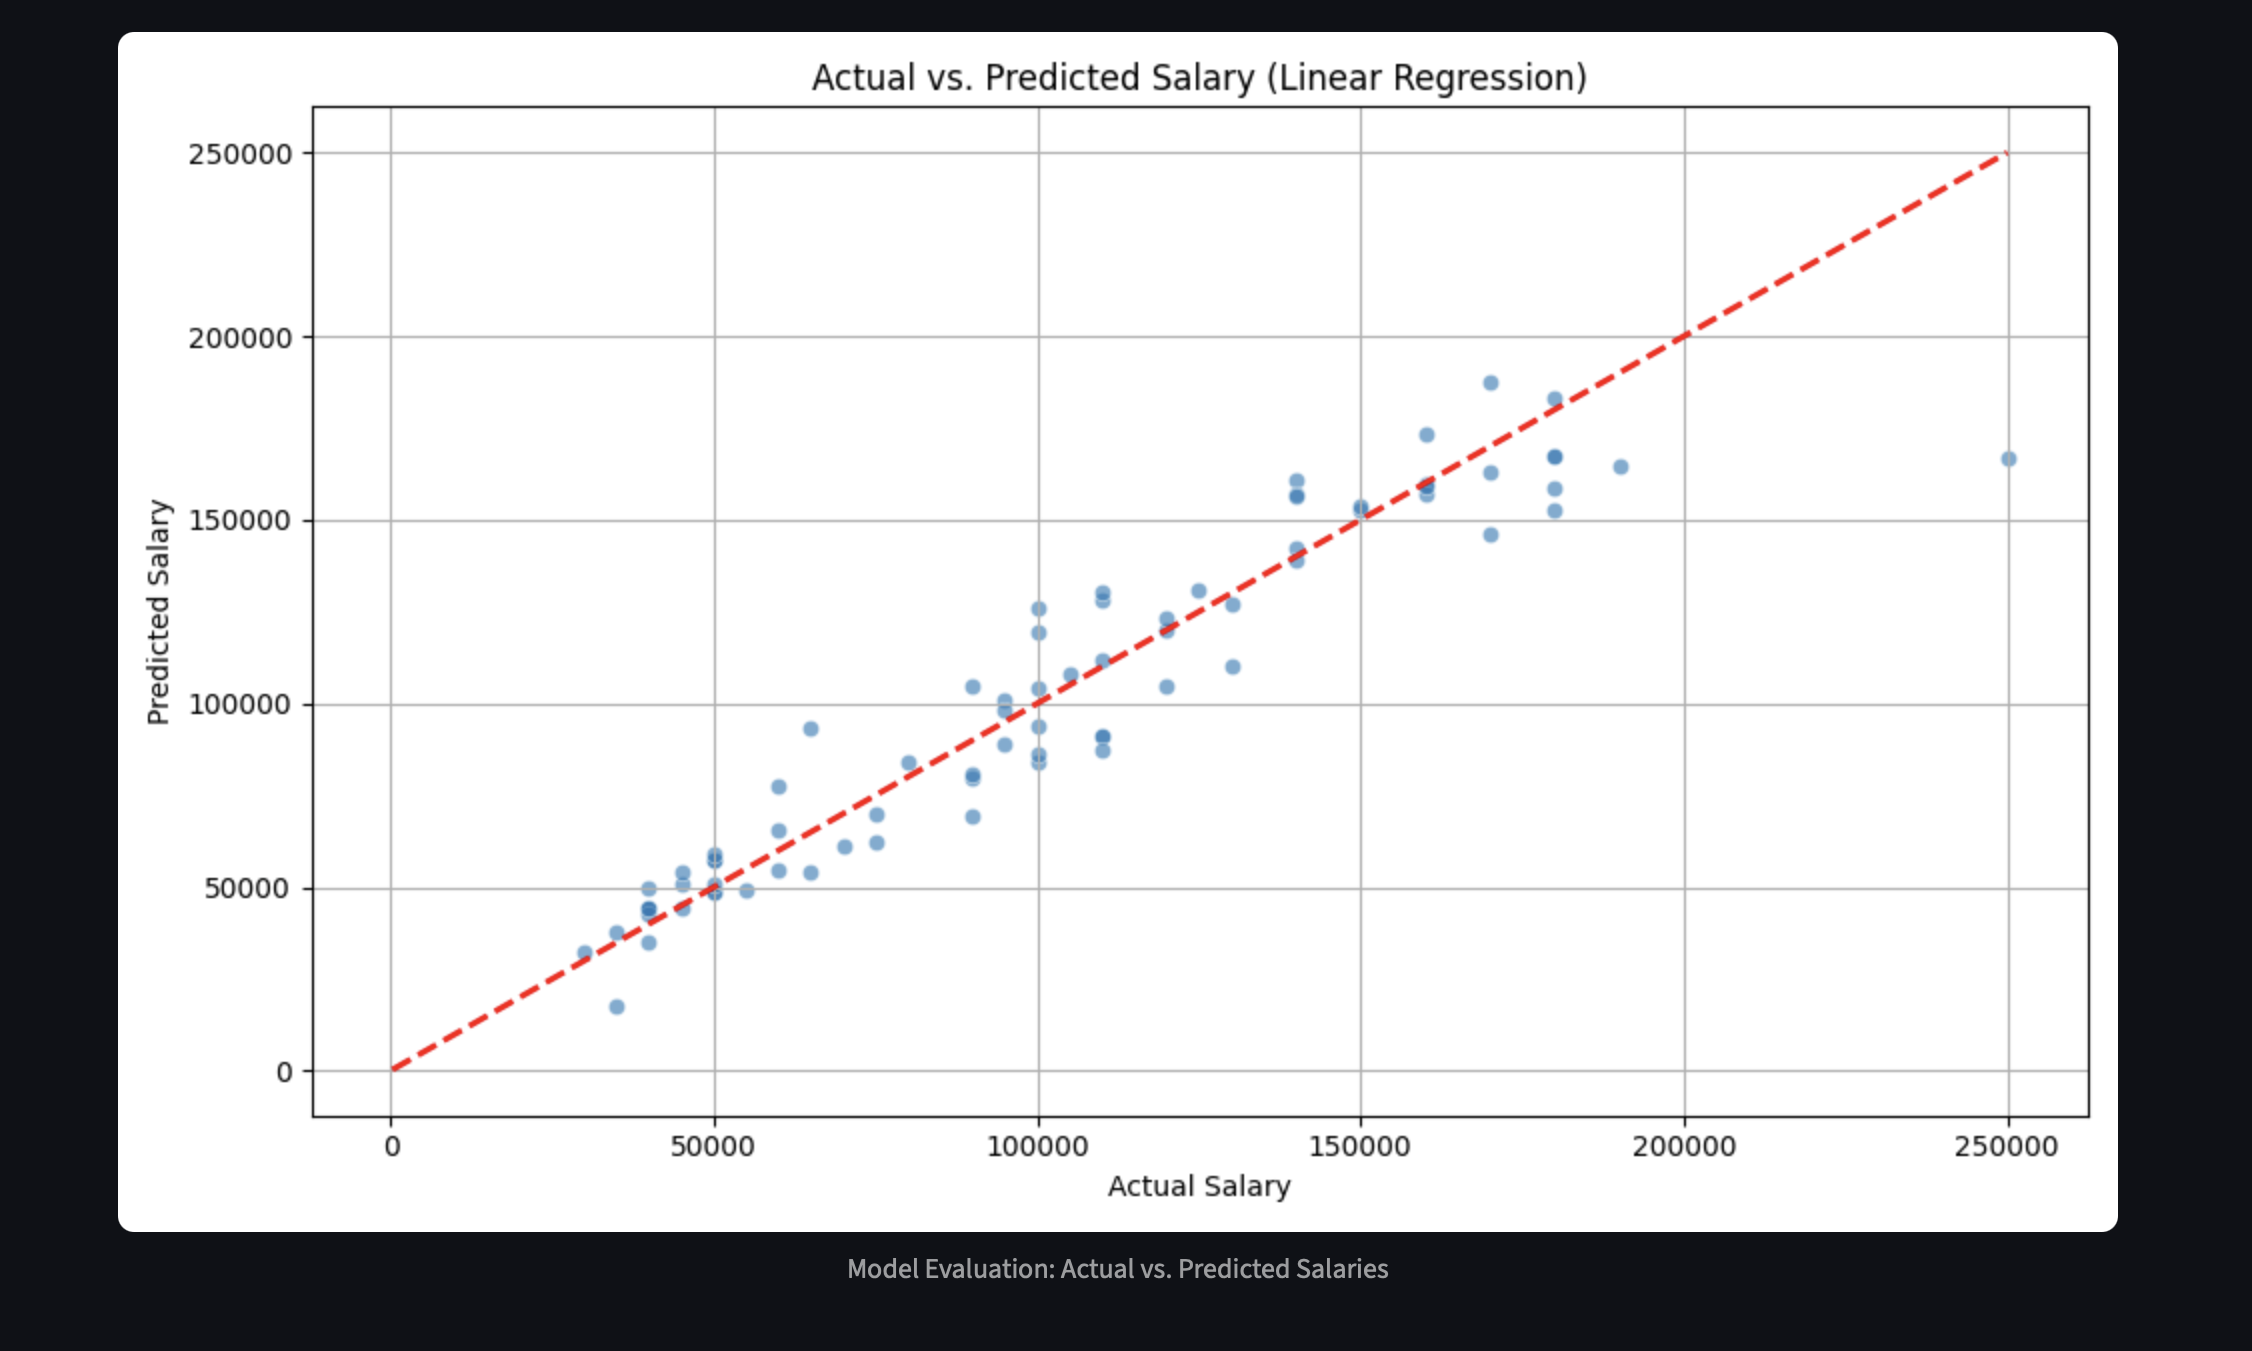 Actual vs. Predicted Salary (Linear Regression)
250000
200000
150000
100000
50000
0
Predicted Salary
0 50000 100000 150000 200000 250000
Actual Salary
Model Evaluation: Actual vs. Predicted Salaries